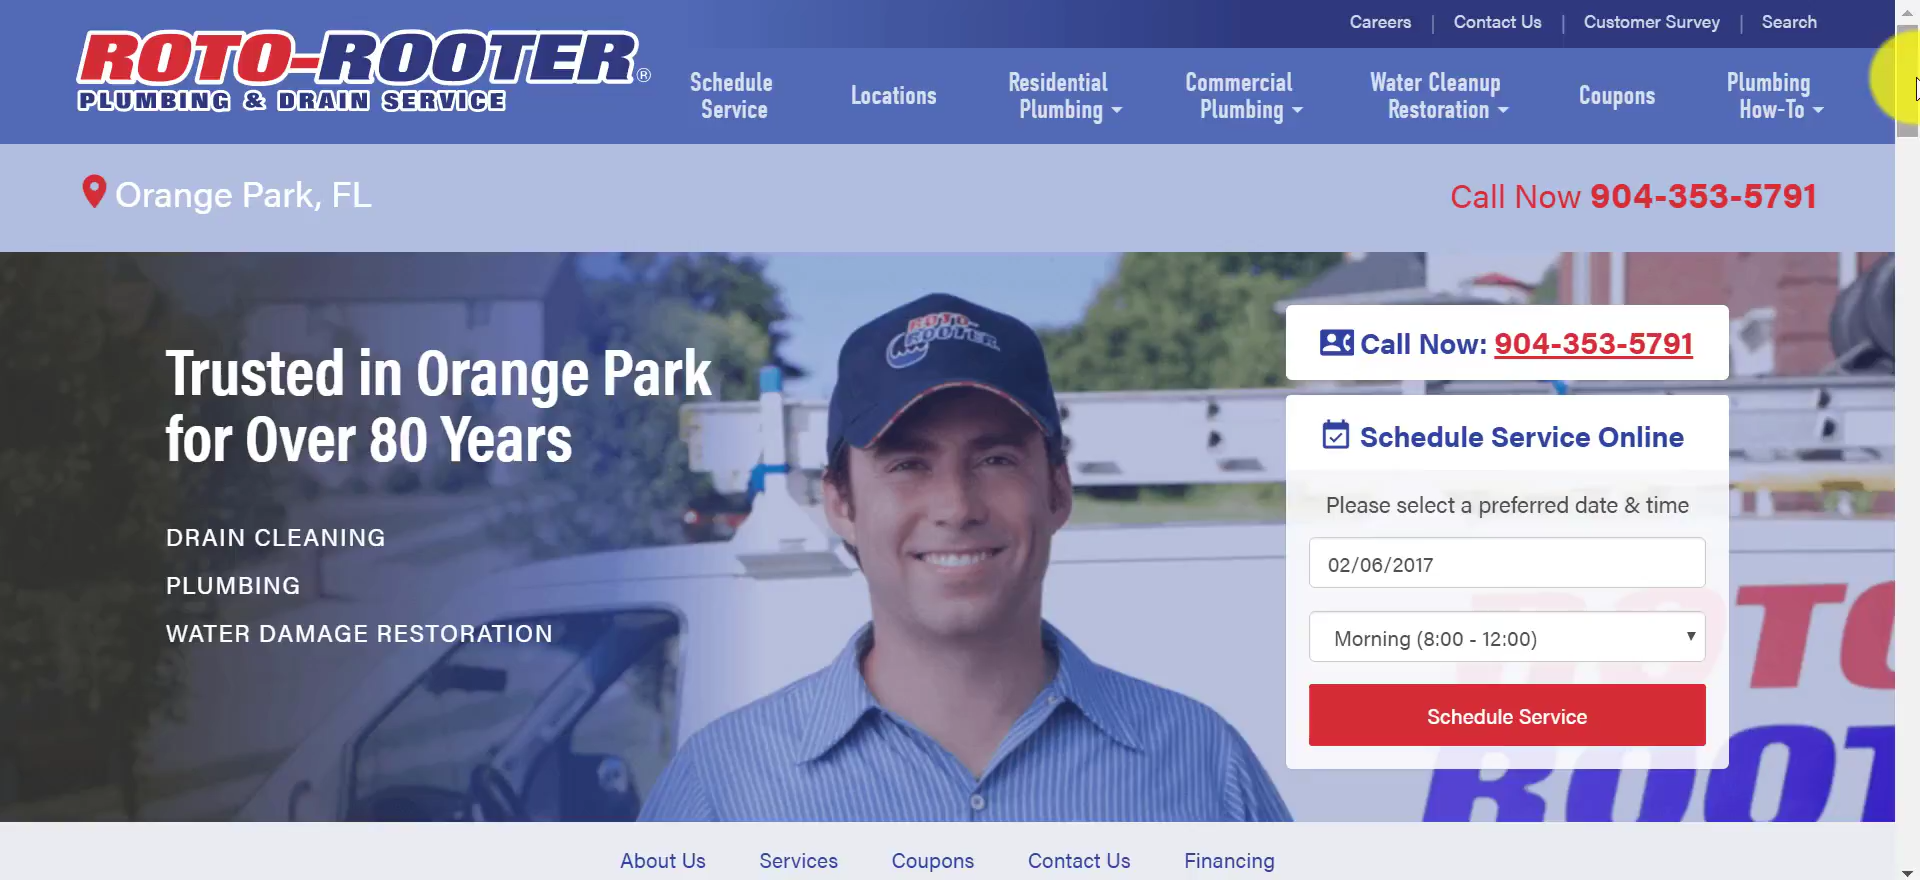 Careers | Contact Us | Customer Survey | Search
ROTO-ROOTER®
PLUMBING & DRAIN SERVICE
Schedule Service
Locations
Residential Plumbing
Commercial Plumbing
Water Cleanup Restoration
Coupons
Plumbing How-To
Orange Park, FL
Call Now 904-353-5791
Trusted in Orange Park
for Over 80 Years
DRAIN CLEANING
PLUMBING
WATER DAMAGE RESTORATION
ROTO-
ROOTER
Call Now: 904-353-5791
Schedule Service Online
Please select a preferred date & time
02/06/2017
Morning (8:00 - 12:00)
Schedule Service
ROTO
ROOT
About Us
Services
Coupons
Contact Us
Financing